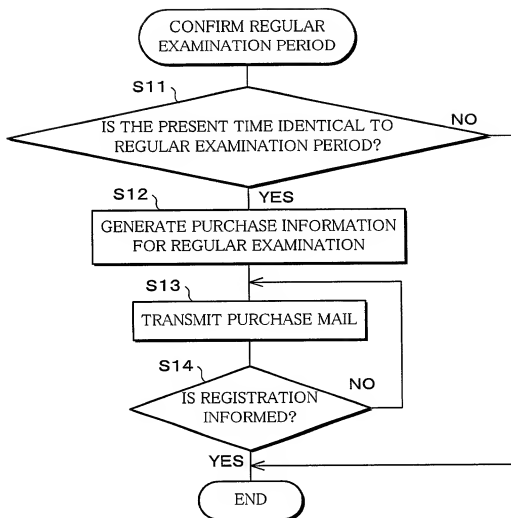 CONFIRM REGULAR
EXAMINATION PERIOD
S11
IS THE PRESENT TIME IDENTICAL TO
REGULAR EXAMINATION PERIOD?
NO
YES
S12
GENERATE PURCHASE INFORMATION
FOR REGULAR EXAMINATION
S13
TRANSMIT PURCHASE MAIL
S14
IS REGISTRATION
INFORMED?
NO
YES
END